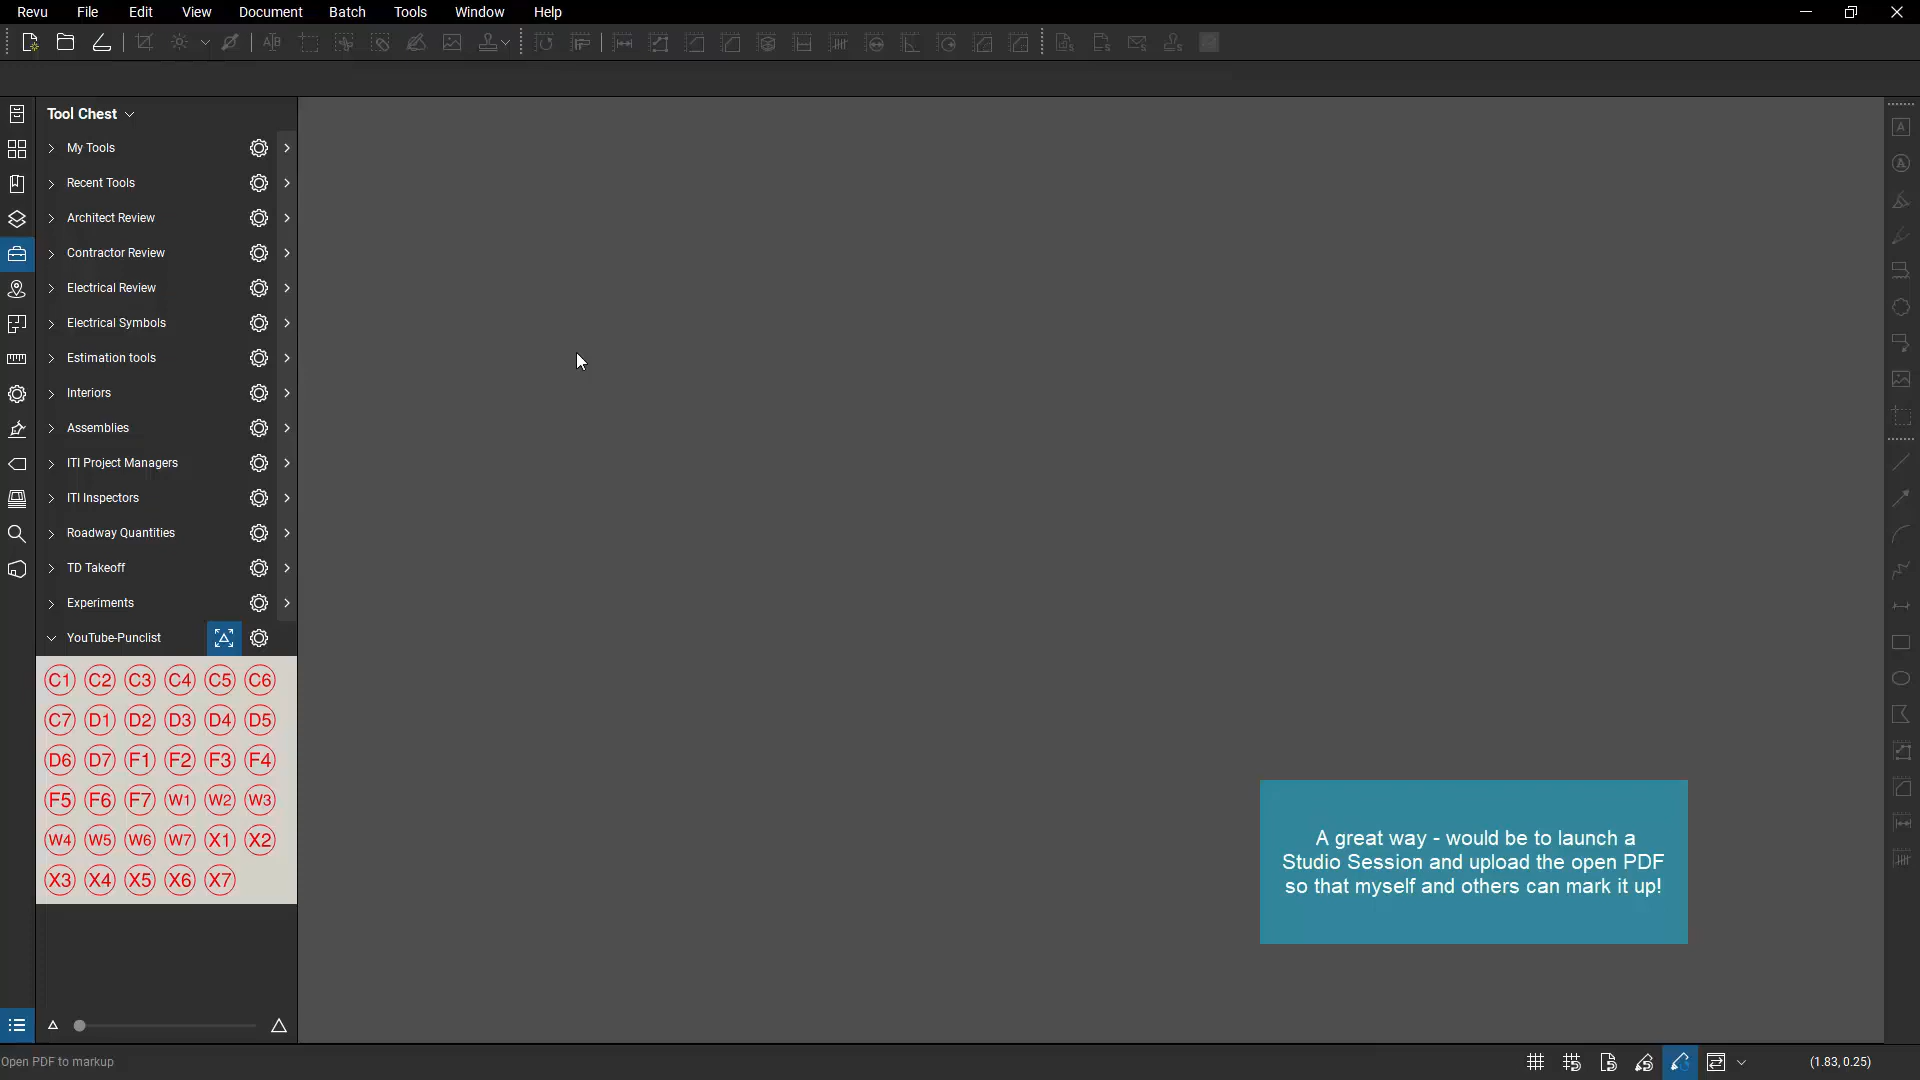 Revu File Edit View Document Batch Tools Window Help
Tool Chest
My Tools
Recent Tools
Architect Review
Contractor Review
Electrical Review
Electrical Symbols
Estimation tools
Interiors
Assemblies
ITI Project Managers
ITI Inspectors
Roadway Quantities
TD Takeoff
Experiments
YouTube-Punclist
C1 C2 C3 C4 C5 C6
C7 D1 D2 D3 D4 D5
D6 D7 F1 F2 F3 F4
F5 F6 F7 W1 W2 W3
W4 W5 W6 W7 X1 X2
X3 X4 X5 X6 X7
A great way - would be to launch a
Studio Session and upload the open PDF
so that myself and others can mark it up!
Open PDF to markup
(1.83, 0.25)